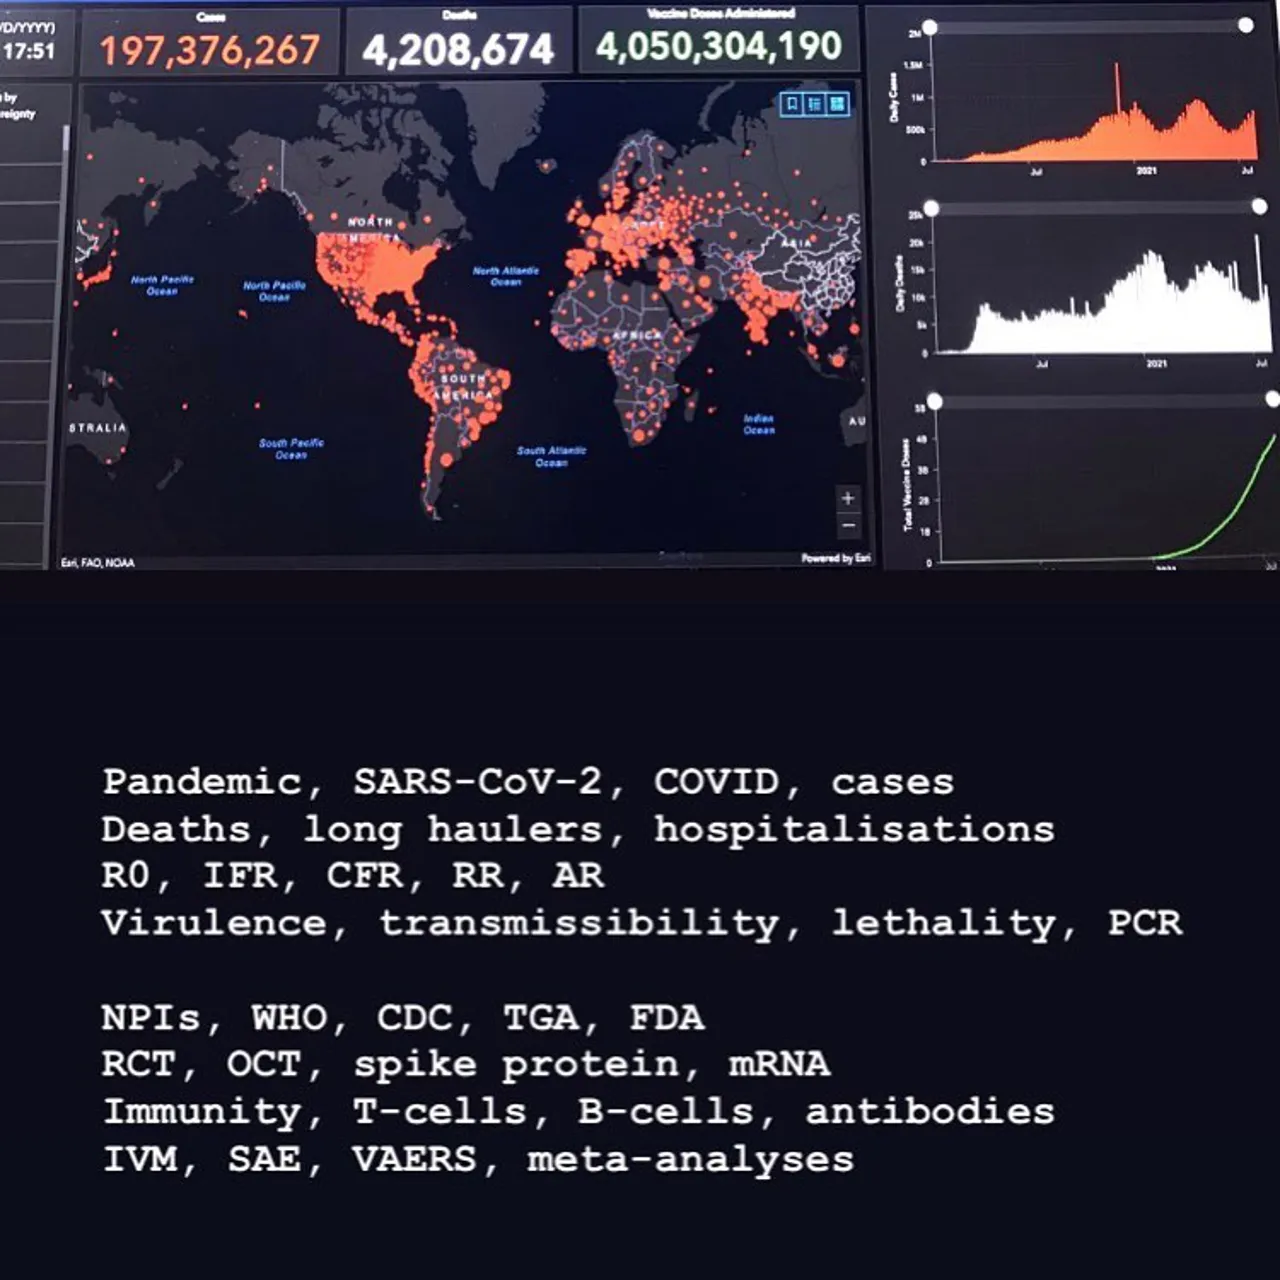 D/YYYY)
17:51
Cases
197,376,267
Deaths
4,208,674
Vaccine Doses Administered
4,050,304,190
by
reignty
NORTH
AMERICA
ASIA
AFRICA
SOUTH
AMERICA
STRALIA
AU
North Pacific
Ocean
North Pacific
Ocean
North Atlantic
Ocean
South Pacific
Ocean
South Atlantic
Ocean
Indian
Ocean
+
−
Esri, FAO, NOAA
Powered by Esri
Daily Cases
2M
1.5M
1M
500k
0
Jul
2021
Jul
Daily Deaths
25k
20k
15k
10k
5k
0
Jul
2021
Jul
Total Vaccine Doses
5B
4B
3B
2B
1B
0
2021
Jul
Pandemic, SARS-CoV-2, COVID, cases
Deaths, long haulers, hospitalisations
R0, IFR, CFR, RR, AR
Virulence, transmissibility, lethality, PCR
NPIs, WHO, CDC, TGA, FDA
RCT, OCT, spike protein, mRNA
Immunity, T-cells, B-cells, antibodies
IVM, SAE, VAERS, meta-analyses